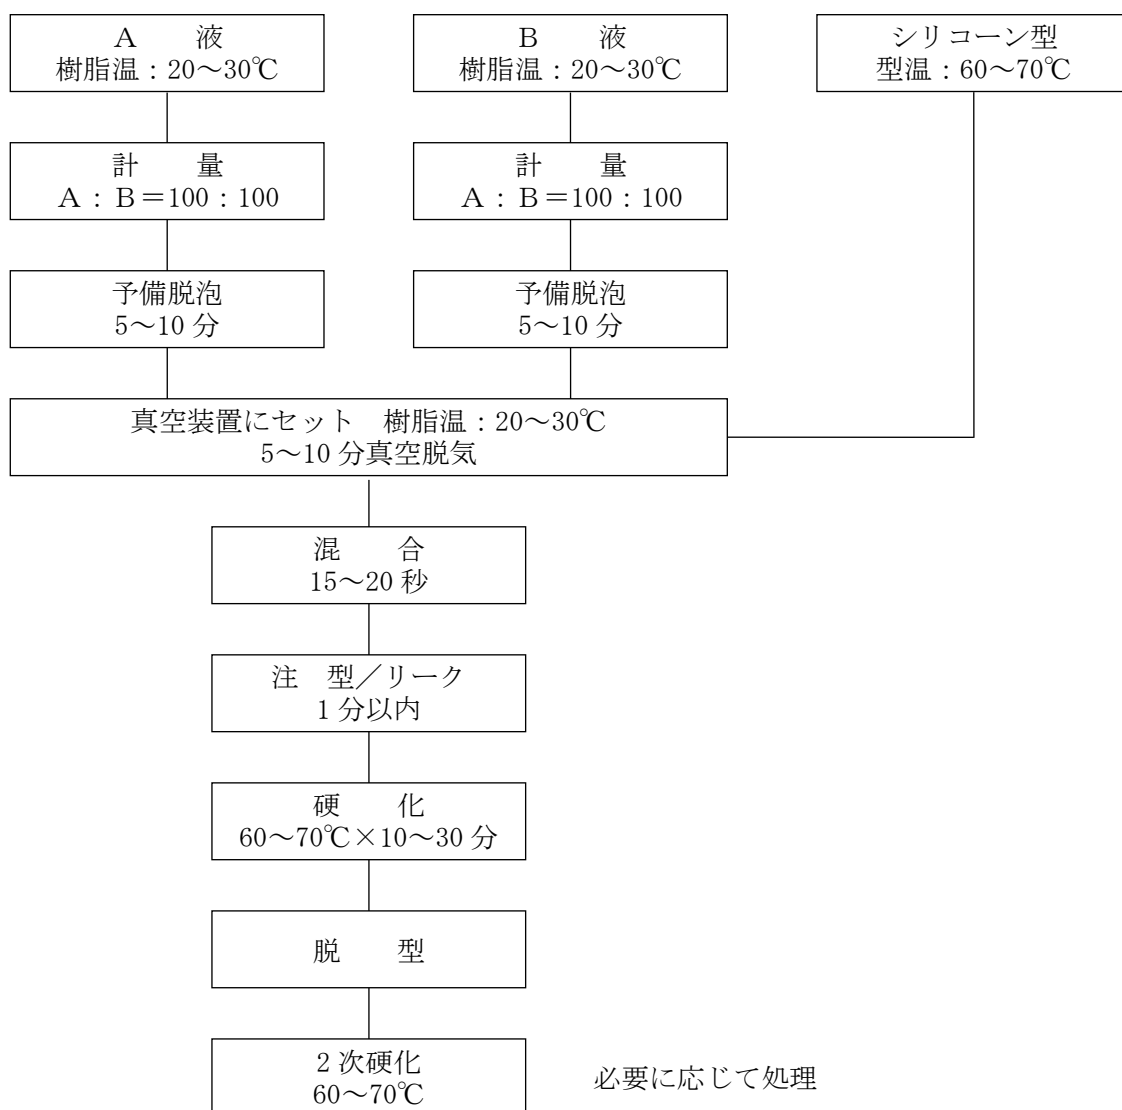 A　　液
樹脂温：20～30℃
B　　液
樹脂温：20～30℃
シリコーン型
型温：60～70℃
計　　量
A：B＝100：100
計　　量
A：B＝100：100
予備脱泡
5～10 分
予備脱泡
5～10 分
真空装置にセット　樹脂温：20～30℃
5～10 分真空脱気
混　　合
15～20 秒
注　型／リーク
1 分以内
硬　　化
60～70℃×10～30 分
脱　　型
2 次硬化
60～70℃
必要に応じて処理